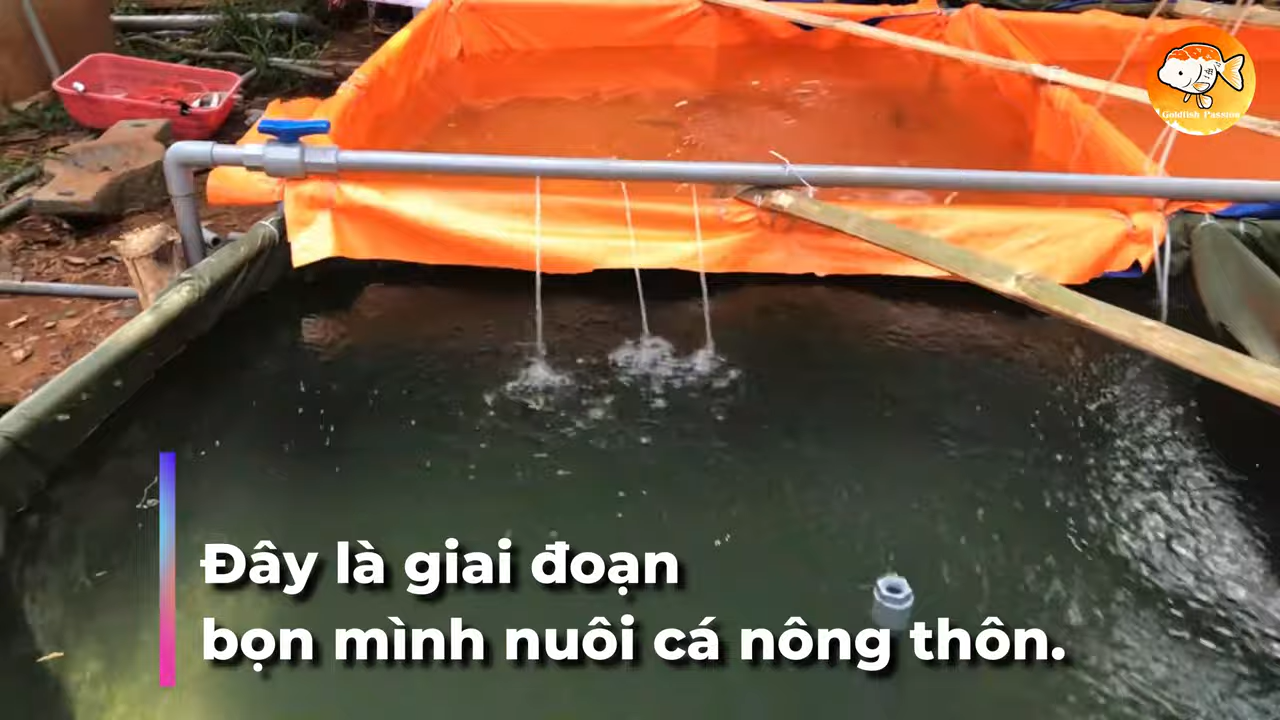 Goldfish Passion
Đây là giai đoạn
bọn mình nuôi cá nông thôn.